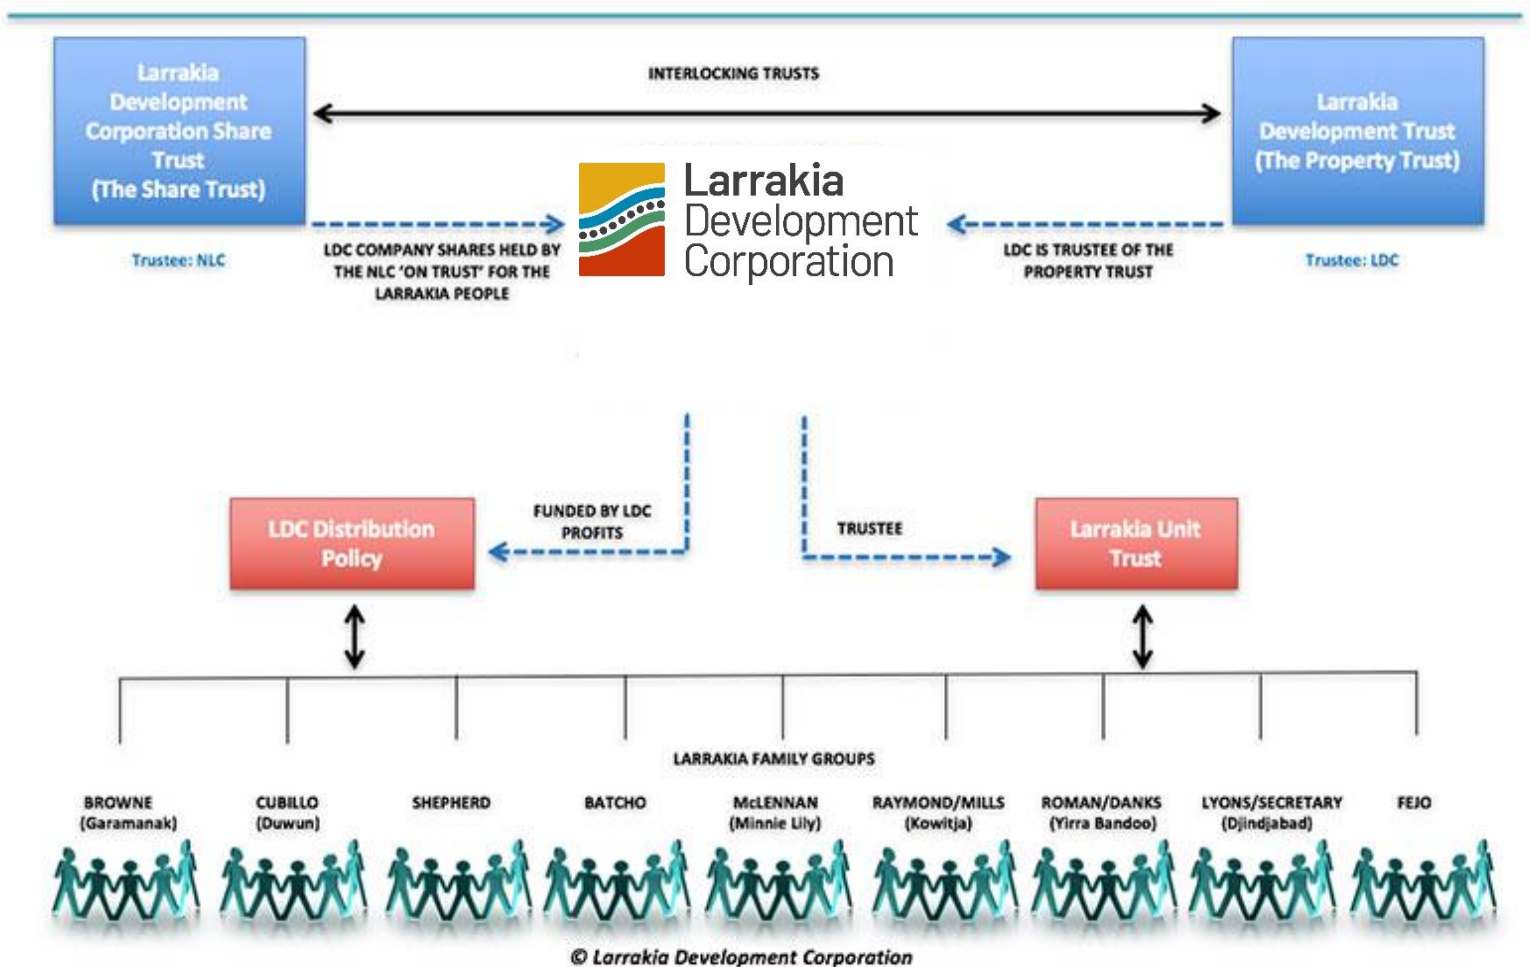 INTERLOCKING TRUSTS
Larrakia
Development
Corporation Share
Trust
(The Share Trust)
Larrakia
Development Trust
(The Property Trust)
Larrakia
Development
Corporation
Trustee: NLC
LDC COMPANY SHARES HELD BY
THE NLC 'ON TRUST' FOR THE
LARRAKIA PEOPLE
LDC IS TRUSTEE OF THE
PROPERTY TRUST
Trustee: LDC
LDC Distribution
Policy
FUNDED BY LDC
PROFITS
TRUSTEE
Larrakia Unit
Trust
LARRAKIA FAMILY GROUPS
BROWNE
(Garamanak)
CUBILLO
(Duwun)
SHEPHERD
BATCHO
McLENNAN
(Minnie Lily)
RAYMOND/MILLS
(Kowitja)
ROMAN/DANKS
(Yirra Bandoo)
LYONS/SECRETARY
(Djindjabad)
FEJO
© Larrakia Development Corporation